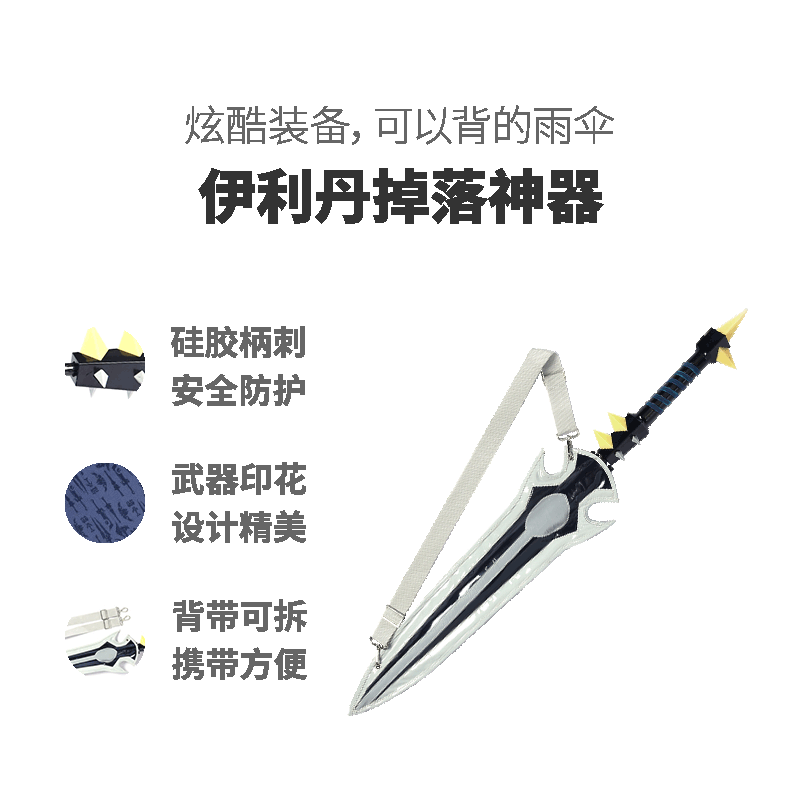 炫酷装备，可以背的雨伞
伊利丹掉落神器
硅胶柄刺
安全防护
武器印花
设计精美
背带可拆
携带方便